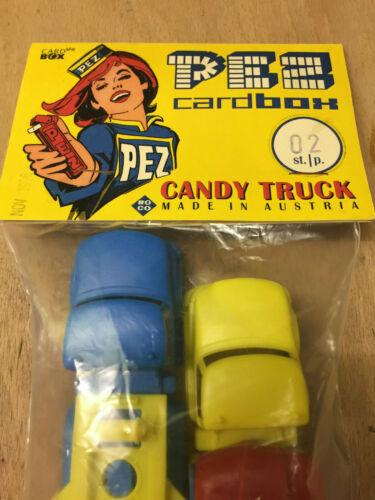 CARD
BOX
PEZ
PEZ
cardbox
PEZ
02
st.|p.
CANDY TRUCK
RO
CO
MADE IN AUSTRIA